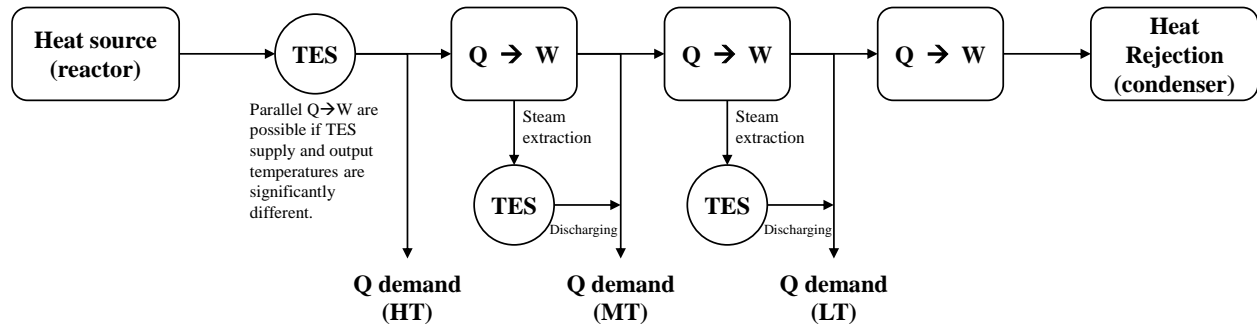 Heat source
(reactor)
TES
Q → W
Q → W
Q → W
Heat
Rejection
(condenser)
Parallel Q→W are
possible if TES
supply and output
temperatures are
significantly
different.
Steam
extraction
Steam
extraction
TES
Discharging
TES
Discharging
Q demand
(HT)
Q demand
(MT)
Q demand
(LT)